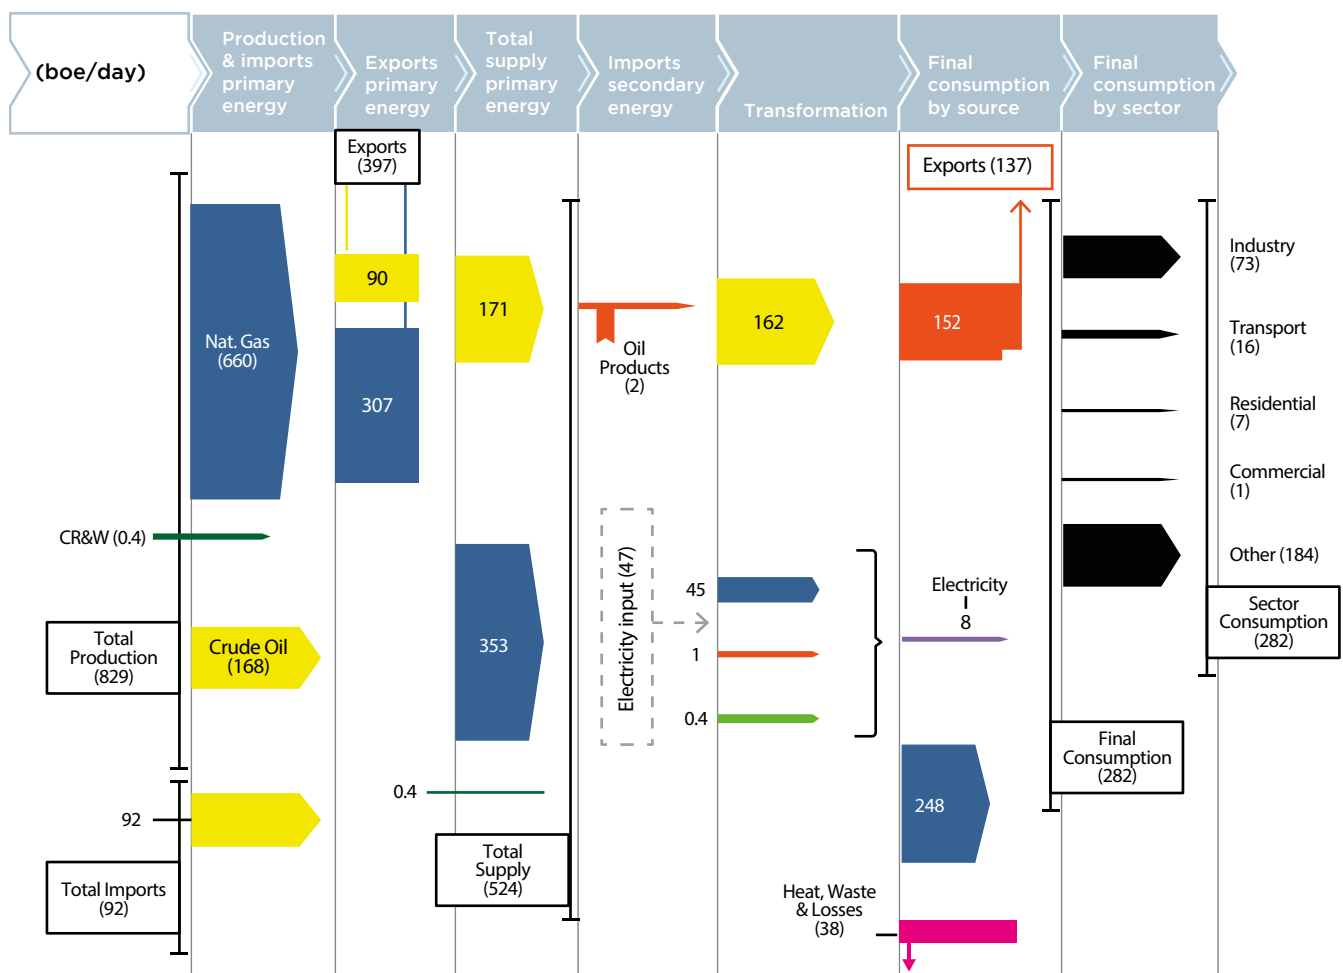 (boe/day)
Production
& imports
primary
energy
Exports
primary
energy
Total
supply
primary
energy
Imports
secondary
energy
Transformation
Final
consumption
by source
Final
consumption
by sector
Exports
(397)
Exports (137)
Nat. Gas
(660)
90
307
171
Oil
Products
(2)
162
152
Industry
(73)
Transport
(16)
Residential
(7)
Commercial
(1)
Other (184)
CR&W (0.4)
Total
Production
(829)
Crude Oil
(168)
353
Electricity input (47)
45
1
0.4
Electricity
8
Sector
Consumption
(282)
Final
Consumption
(282)
92
0.4
248
Total Imports
(92)
Total
Supply
(524)
Heat, Waste
& Losses
(38)